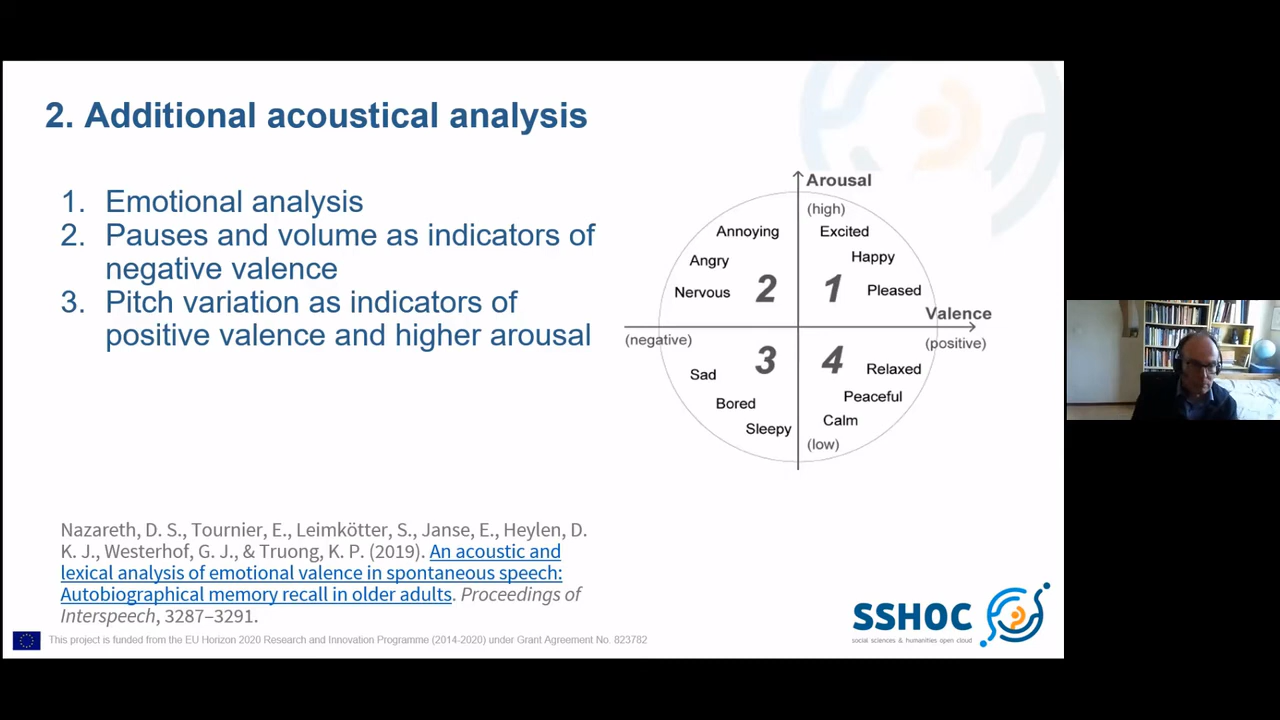 2. Additional acoustical analysis
1. Emotional analysis
2. Pauses and volume as indicators of
negative valence
3. Pitch variation as indicators of
positive valence and higher arousal
Arousal
(high)
Annoying
Excited
Angry
Happy
Nervous
2
1
Pleased
Valence
(negative)
(positive)
3
4
Sad
Relaxed
Bored
Peaceful
Sleepy
Calm
(low)
Nazareth, D. S., Tournier, E., Leimkötter, S., Janse, E., Heylen, D.
K. J., Westerhof, G. J., & Truong, K. P. (2019). An acoustic and
lexical analysis of emotional valence in spontaneous speech:
Autobiographical memory recall in older adults. Proceedings of
Interspeech, 3287–3291.
This project is funded from the EU Horizon 2020 Research and Innovation Programme (2014-2020) under Grant Agreement No. 823782
SSHOC
social sciences & humanities open cloud